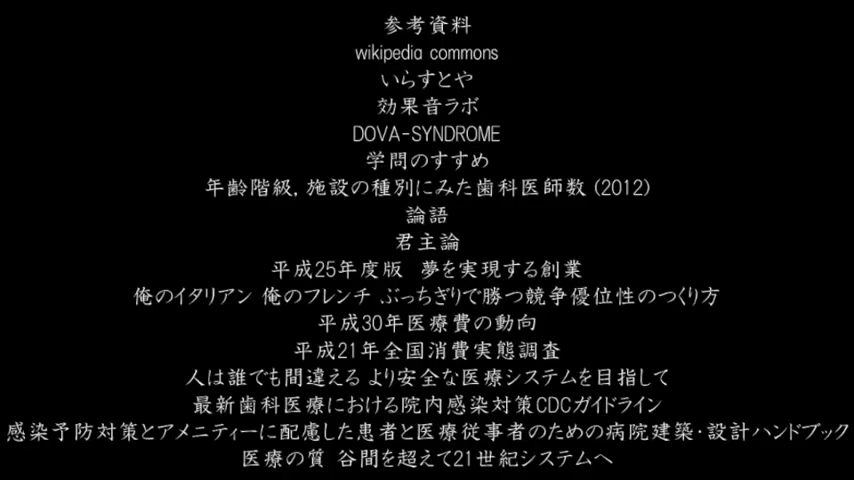 参考資料
wikipedia commons
いらすとや
効果音ラボ
DOVA-SYNDROME
学問のすすめ
年齢階級, 施設の種別にみた歯科医師数 (2012)
論語
君主論
平成25年度版 夢を実現する創業
俺のイタリアン 俺のフレンチ ぶっちぎりで勝つ競争優位性のつくり方
平成30年医療費の動向
平成21年全国消費実態調査
人は誰でも間違える より安全な医療システムを目指して
最新歯科医療における院内感染対策CDCガイドライン
感染予防対策とアメニティーに配慮した患者と医療従事者のための病院建築・設計ハンドブック
医療の質 谷間を超えて21世紀システムへ